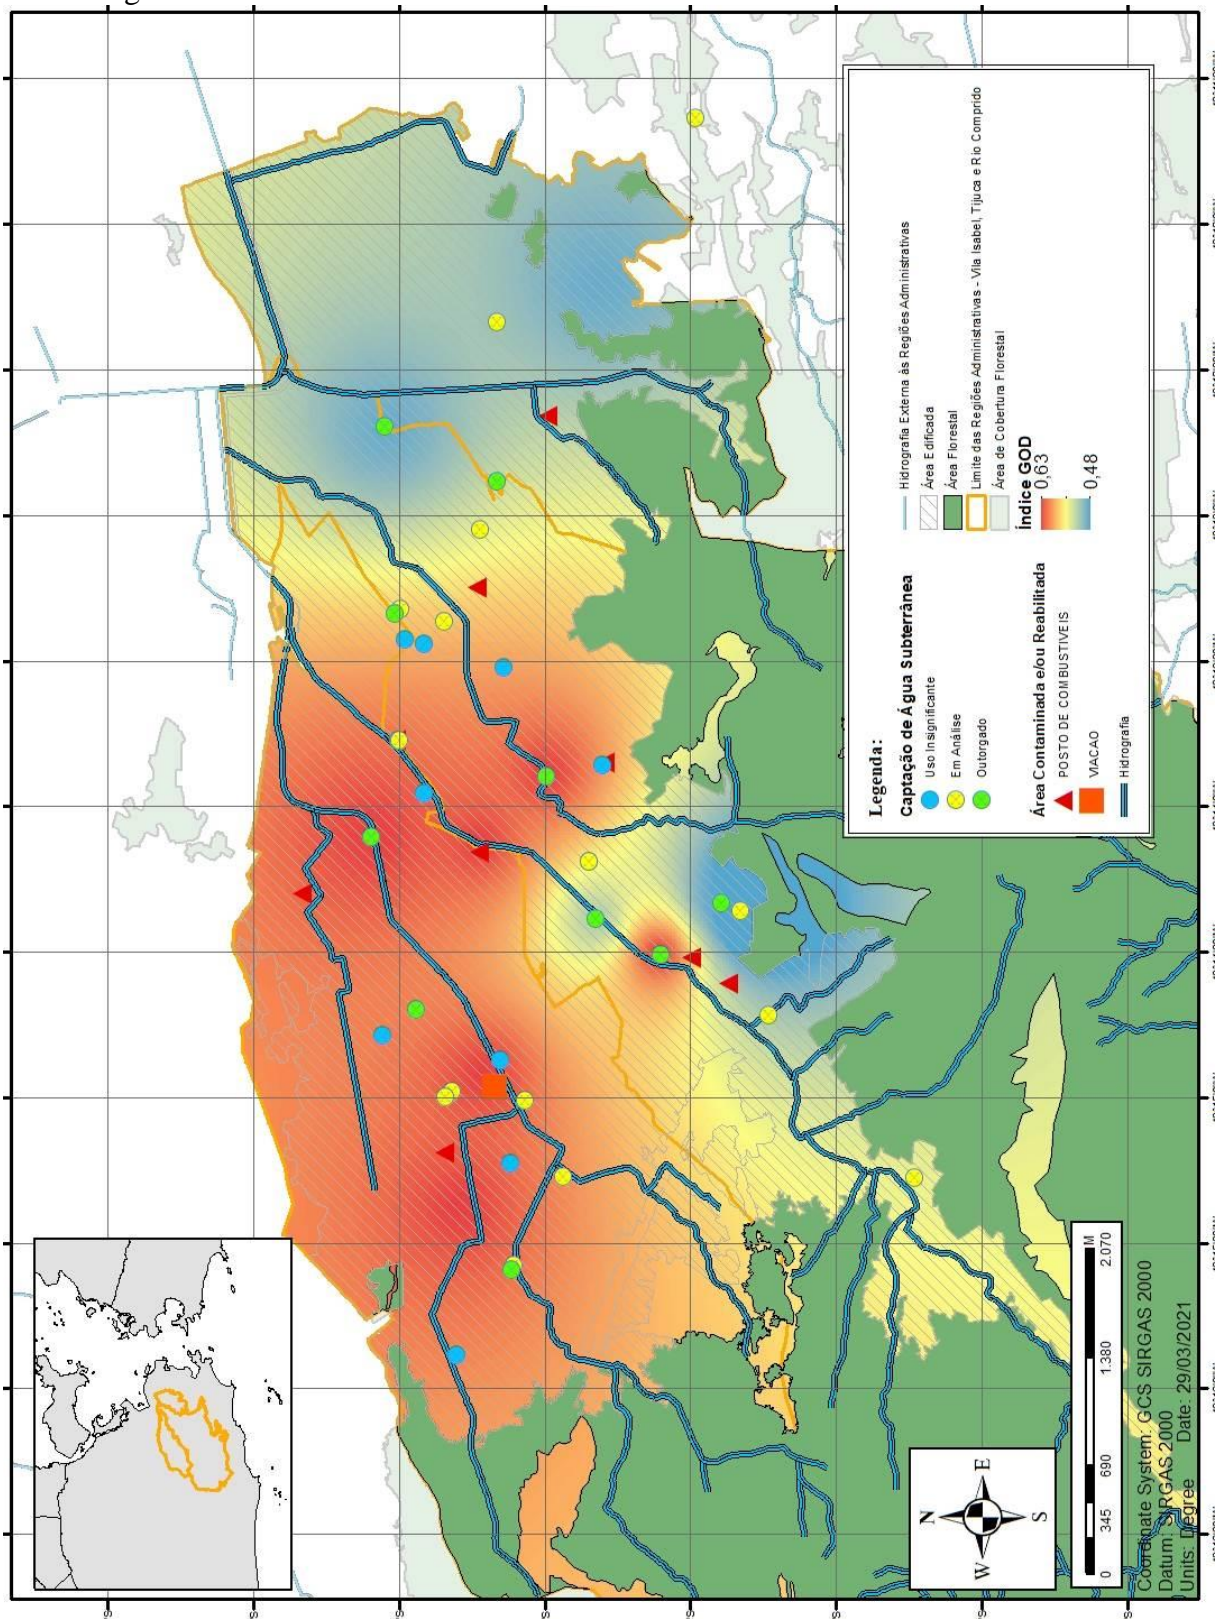 Legenda:
Captação de Água Subterrânea
Uso Insignificante
Em Análise
Outorgado
Área Contaminada e/ou Reabilitada
POSTO DE COMBUSTIVEIS
VIACAO
Hidrografia
Hidrografia Externa às Regiões Administrativas
Área Edificada
Área Florestal
Limite das Regiões Administrativas - Vila Isabel, Tijuca e Rio Comprido
Área de Cobertura Florestal
Índice GOD
0,63
0,48
N
W
E
S
0 345 690 1.380 2.070
M
Coordinate System: GCS SIRGAS 2000
Datum: SIRGAS 2000
Units: Degree Date: 29/03/2021